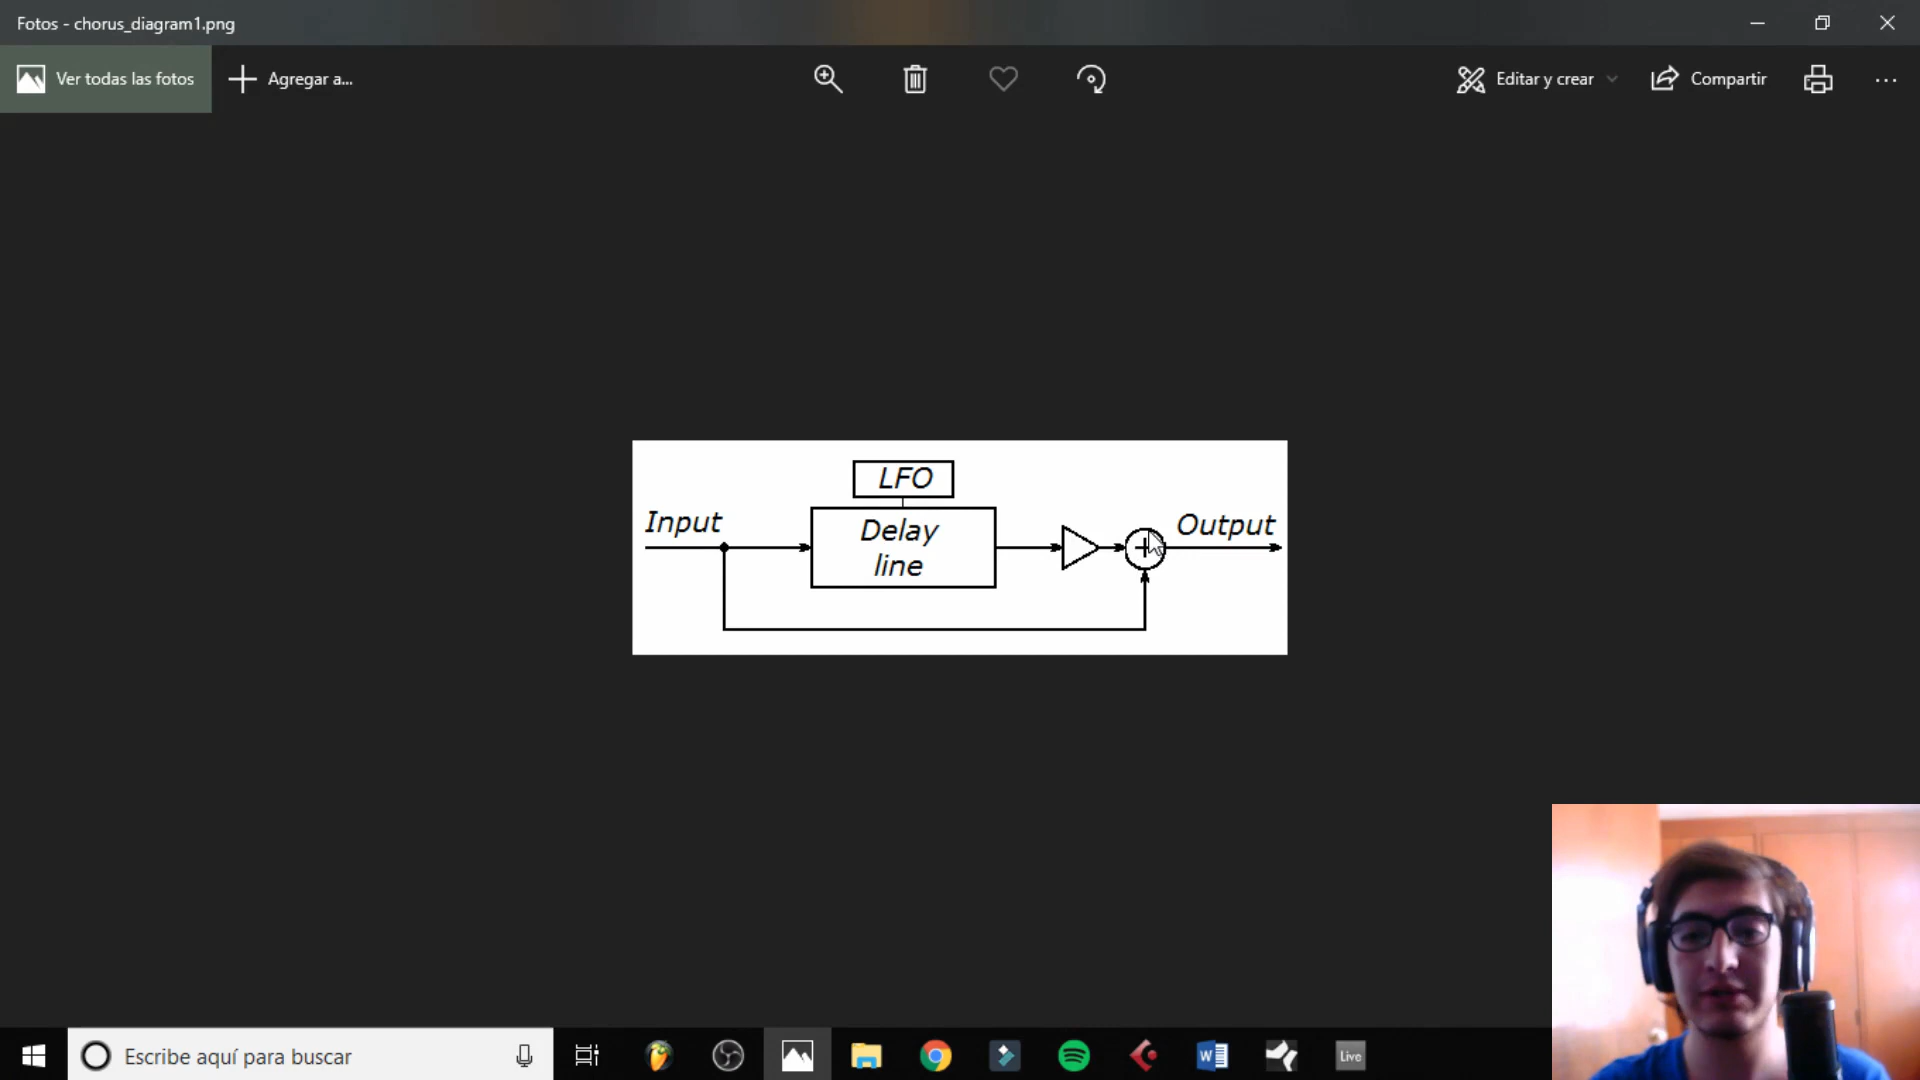 Fotos - chorus_diagram1.png
Ver todas las fotos
Agregar a...
Editar y crear
Compartir
LFO
Input
Delay
line
Output
Escribe aquí para buscar
W
Live